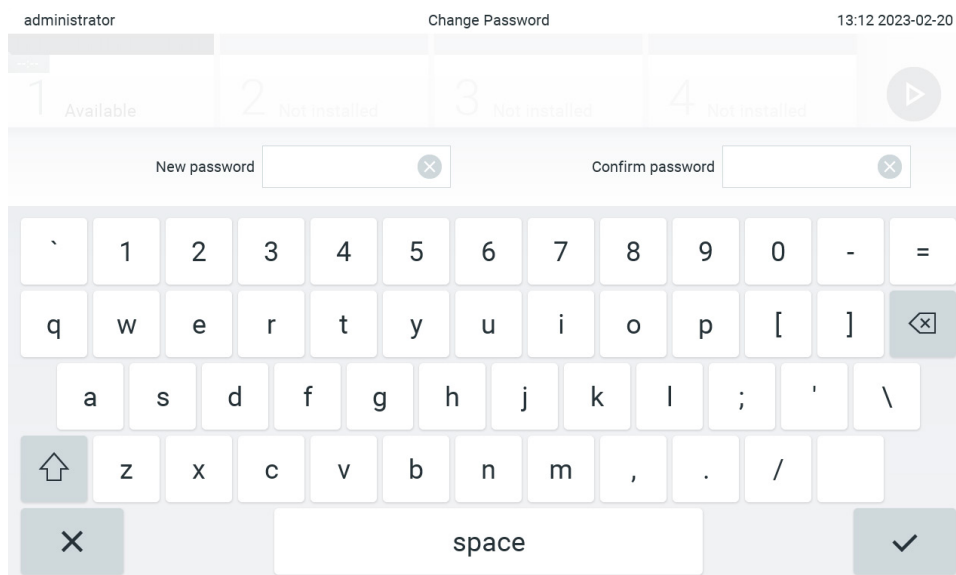 administrator Change Password 13:12 2023-02-20
1 Available 2 Not installed 3 Not installed 4 Not installed
New password Confirm password
` 1 2 3 4 5 6 7 8 9 0 - =
q w e r t y u i o p [ ]
a s d f g h j k l ; ' \
z x c v b n m , . /
space